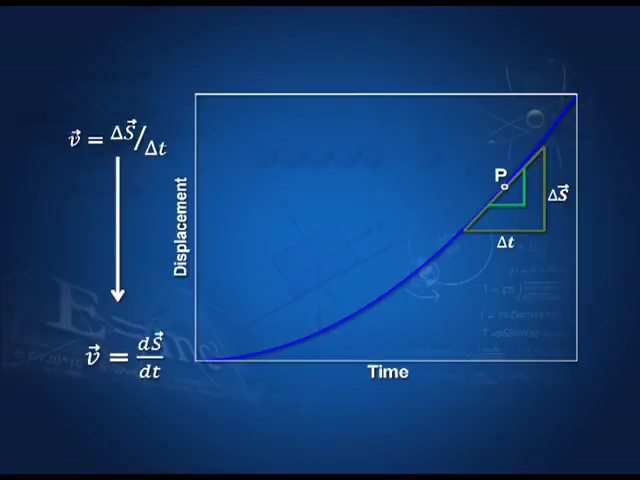 v⃗ = ΔS⃗/Δt
Displacement
P
ΔS⃗
Δt
v⃗ = dS⃗/dt
Time